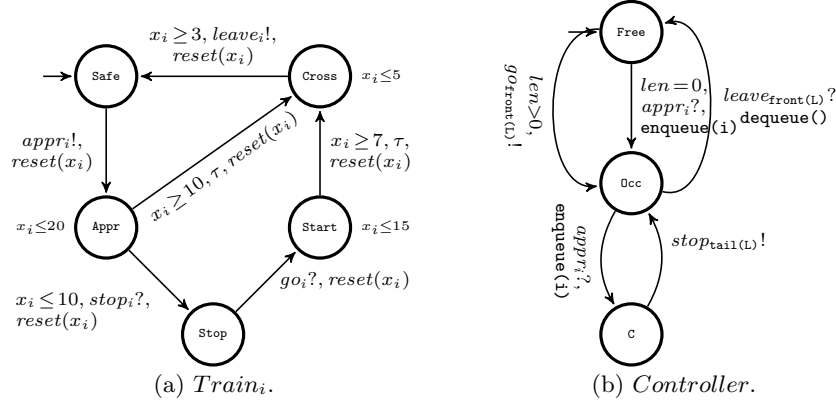 x_i ≥ 3, leave_i!,
reset(x_i)
Safe
Cross
x_i≤5
appr_i!,
reset(x_i)
x_i≥10, τ, reset(x_i)
x_i ≥ 7, τ,
reset(x_i)
x_i≤20
Appr
Start
x_i≤15
x_i ≤ 10, stop_i?,
reset(x_i)
go_i?, reset(x_i)
Stop
(a) Train_i.
Free
len>0,
go_front(L)!
len = 0,
appr_i?,
enqueue(i)
leave_front(L)?
dequeue()
Occ
appr_i?,
enqueue(i)
stop_tail(L)!
C
(b) Controller.